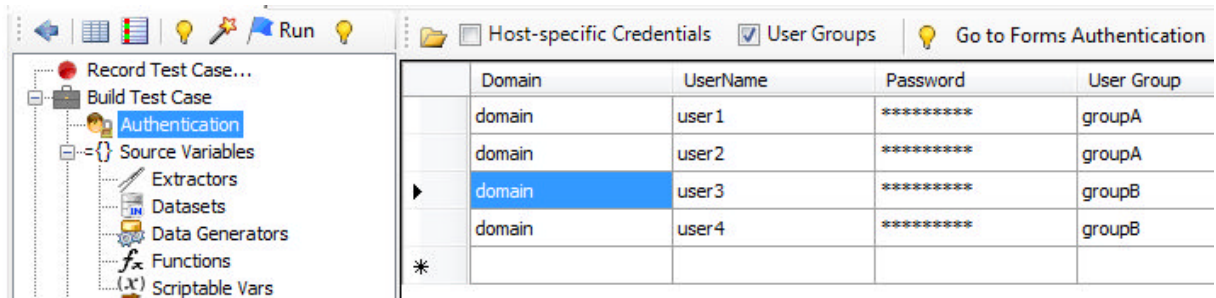 Run
Host-specific Credentials User Groups Go to Forms Authentication
Record Test Case...
Build Test Case
Authentication
={} Source Variables
Extractors
IN Datasets
Data Generators
fx Functions
(x) Scriptable Vars
Domain UserName Password User Group
domain user1 ********* groupA
domain user2 ********* groupA
domain user3 ********* groupB
domain user4 ********* groupB